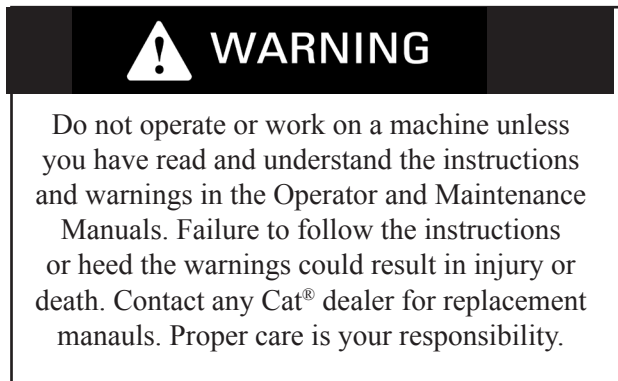 WARNING
Do not operate or work on a machine unless
you have read and understand the instructions
and warnings in the Operator and Maintenance
Manuals. Failure to follow the instructions
or heed the warnings could result in injury or
death. Contact any Cat® dealer for replacement
manauls. Proper care is your responsibility.